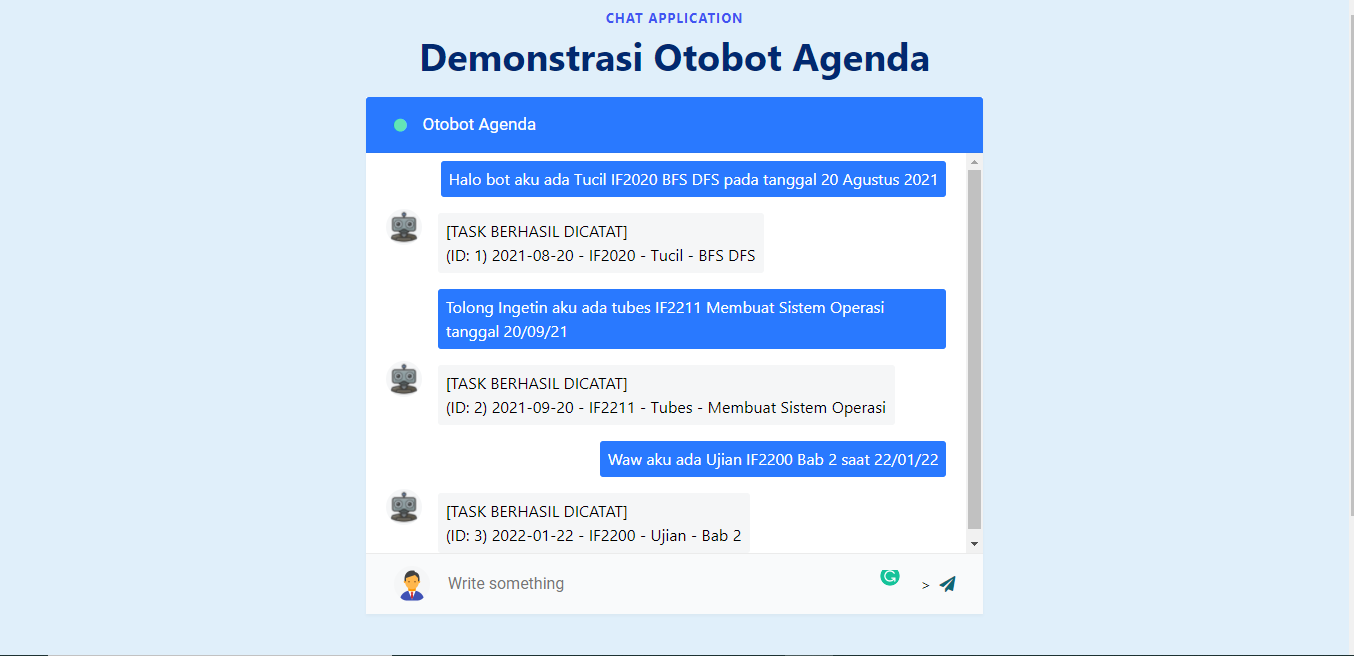 CHAT APPLICATION
Demonstrasi Otobot Agenda
Otobot Agenda
Halo bot aku ada Tucil IF2020 BFS DFS pada tanggal 20 Agustus 2021
[TASK BERHASIL DICATAT]
(ID: 1) 2021-08-20 - IF2020 - Tucil - BFS DFS
Tolong Ingetin aku ada tubes IF2211 Membuat Sistem Operasi
tanggal 20/09/21
[TASK BERHASIL DICATAT]
(ID: 2) 2021-09-20 - IF2211 - Tubes - Membuat Sistem Operasi
Waw aku ada Ujian IF2200 Bab 2 saat 22/01/22
[TASK BERHASIL DICATAT]
(ID: 3) 2022-01-22 - IF2200 - Ujian - Bab 2
Write something
>